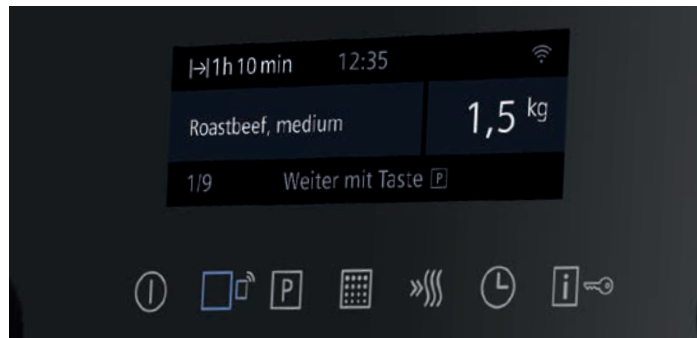 |→| 1h 10 min 12:35
Roastbeef, medium 1,5 kg
1/9 Weiter mit Taste P
P i